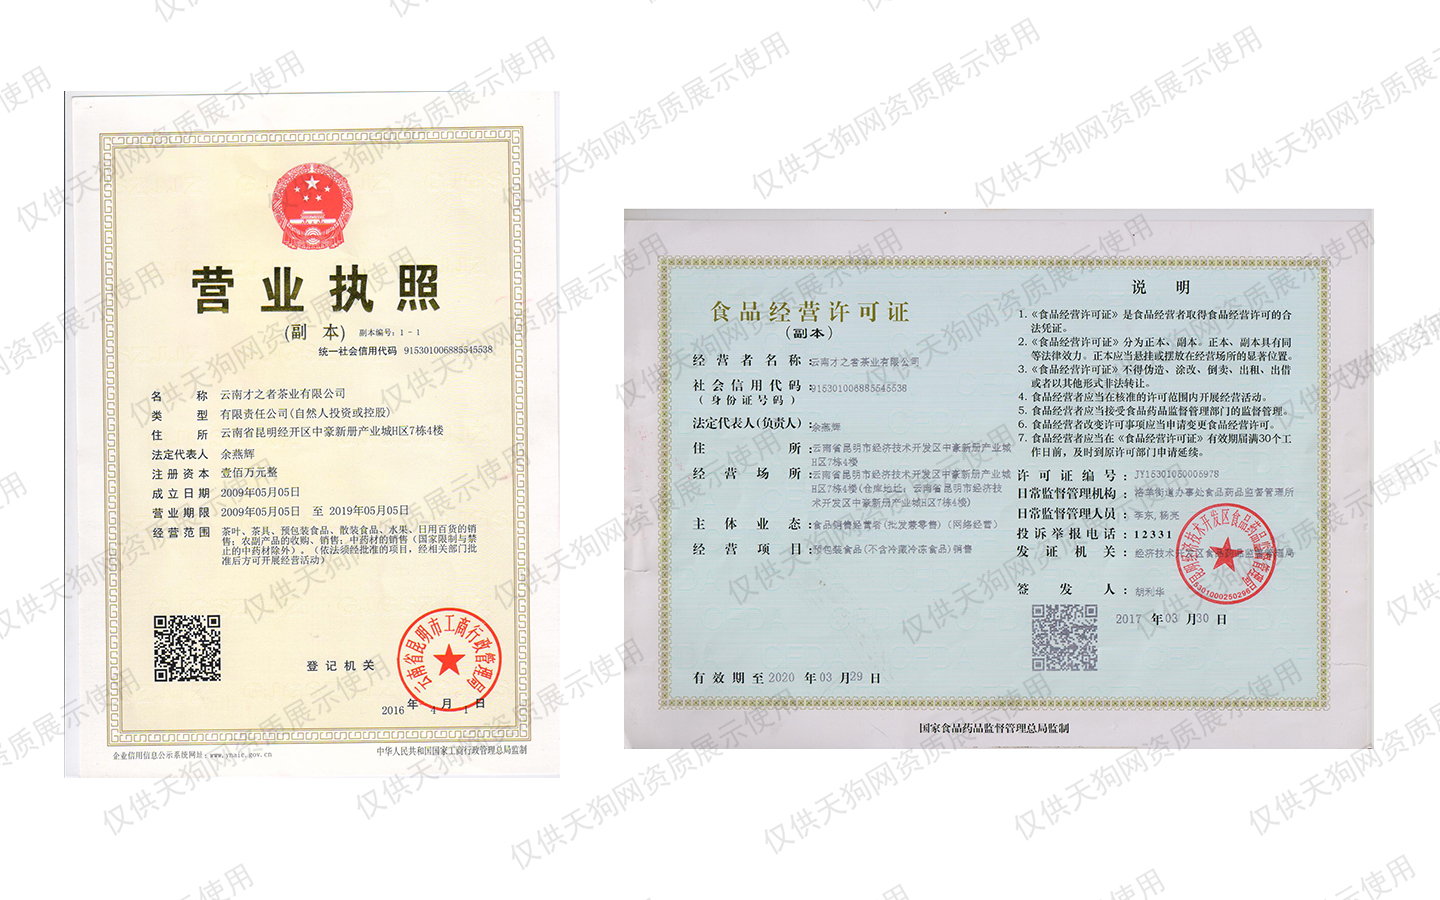 营业执照
(副 本) 副本编号: 1 - 1
统一社会信用代码 915301006885545538
名 称 云南才之者茶业有限公司
类 型 有限责任公司(自然人投资或控股)
住 所 云南省昆明经开区中豪新册产业城H区7栋4楼
法定代表人 余燕辉
注册资本 壹佰万元整
成立日期 2009年05月05日
营业期限 2009年05月05日 至 2019年05月05日
经营范围 茶叶、茶具、预包装食品、散装食品、水果、日用百货的销
售；农副产品的收购、销售；中药材的销售（国家限制与禁
止的中药材除外）。（依法须经批准的项目，经相关部门批
准后方可开展经营活动）
登记机关
云南省昆明市工商行政管理局
2016 年 4 月 1 日
企业信用信息公示系统网址: www.ynaic.gov.cn
中华人民共和国国家工商行政管理总局监制
食品经营许可证
(副本)
经营者名称:云南才之者茶业有限公司
社会信用代码:915301006885545538
(身份证号码)
法定代表人(负责人):余燕辉
住 所:云南省昆明市经济技术开发区中豪新册产业城
H区7栋4楼
经营场所:云南省昆明市经济技术开发区中豪新册产业城
H区7栋4楼(仓库地址：云南省昆明市经济技
术开发区中豪新册产业城H区7栋4楼)
主体业态:食品销售经营者(批发兼零售)（网络经营）
经营项目:预包装食品(不含冷藏冷冻食品)销售
有效期至 2020 年 03 月 29 日
说 明
1.《食品经营许可证》是食品经营者取得食品经营许可的合
法凭证。
2.《食品经营许可证》分为正本、副本。正本、副本具有同
等法律效力。正本应当悬挂或摆放在经营场所的显著位置。
3.《食品经营许可证》不得伪造、涂改、倒卖、出租、出借
或者以其他形式非法转让。
4. 食品经营者应当在核准的许可范围内开展经营活动。
5. 食品经营者应当接受食品药品监督管理部门的监督管理。
6. 食品经营者改变许可事项应当申请变更食品经营许可。
7. 食品经营者应当在《食品经营许可证》有效期届满30个工
作日前，及时到原许可部门申请延续。
许可证编号: JY15301050005978
日常监督管理机构: 洛羊街道办事处食品药品监督管理所
日常监督管理人员: 李东,杨亮
投诉举报电话: 12331
发证机关: 经济技术开发区食品药品监督管理局
昆明经济技术开发区食品药品监督管理局
5301000250296
签发人: 胡利华
2017 年 03 月 30 日
国家食品药品监督管理总局监制
仅供天狗网资质展示使用